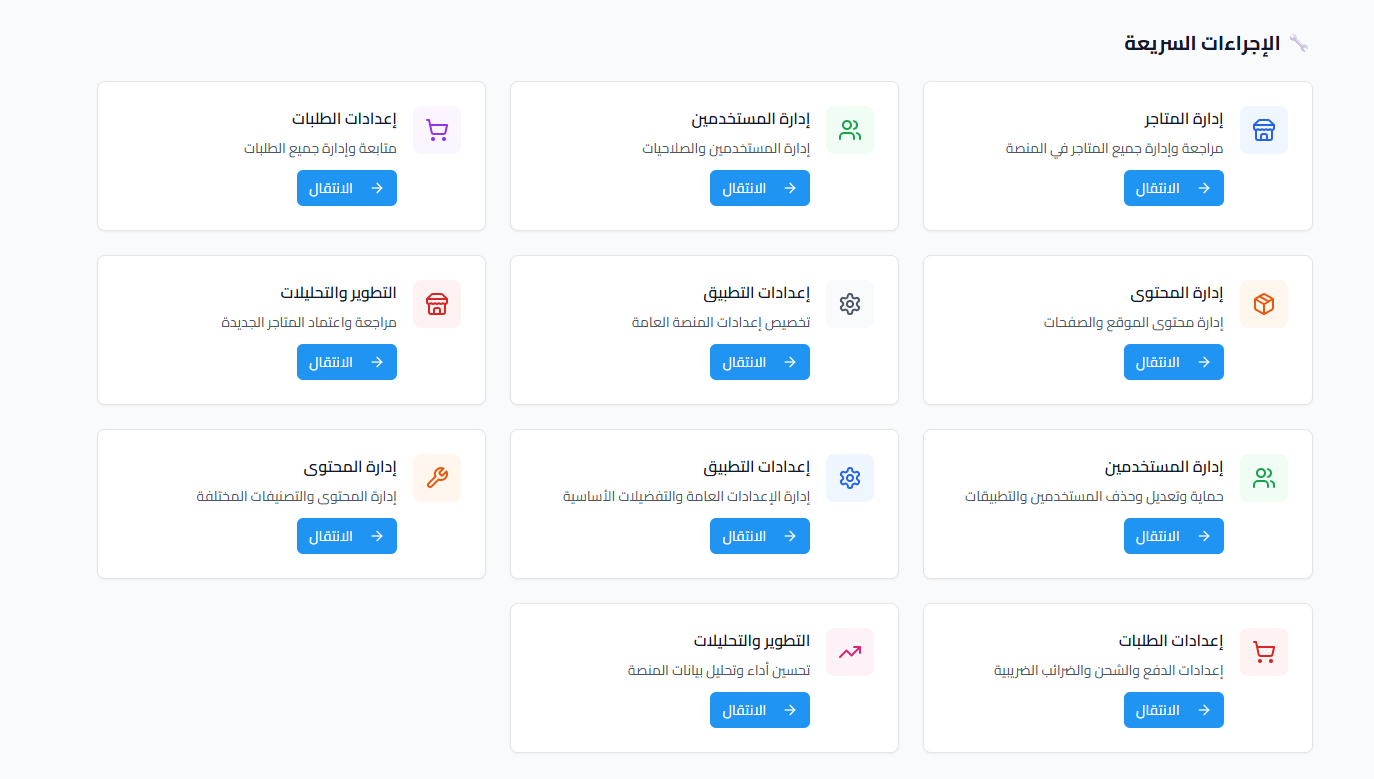 الإجراءات السريعة
إدارة المتاجر
مراجعة وإدارة جميع المتاجر في المنصة
الانتقال
إدارة المستخدمين
إدارة المستخدمين والصلاحيات
الانتقال
إعدادات الطلبات
متابعة وإدارة جميع الطلبات
الانتقال
إدارة المحتوى
إدارة محتوى الموقع والصفحات
الانتقال
إعدادات التطبيق
تخصيص إعدادات المنصة العامة
الانتقال
التطوير والتحليلات
مراجعة واعتماد المتاجر الجديدة
الانتقال
إدارة المستخدمين
حماية وتعديل وحذف المستخدمين والتطبيقات
الانتقال
إعدادات التطبيق
إدارة الإعدادات العامة والتفضيلات الأساسية
الانتقال
إدارة المحتوى
إدارة المحتوى والتصنيفات المختلفة
الانتقال
إعدادات الطلبات
إعدادات الدفع والشحن والضرائب الضريبية
الانتقال
التطوير والتحليلات
تحسين أداء وتحليل بيانات المنصة
الانتقال